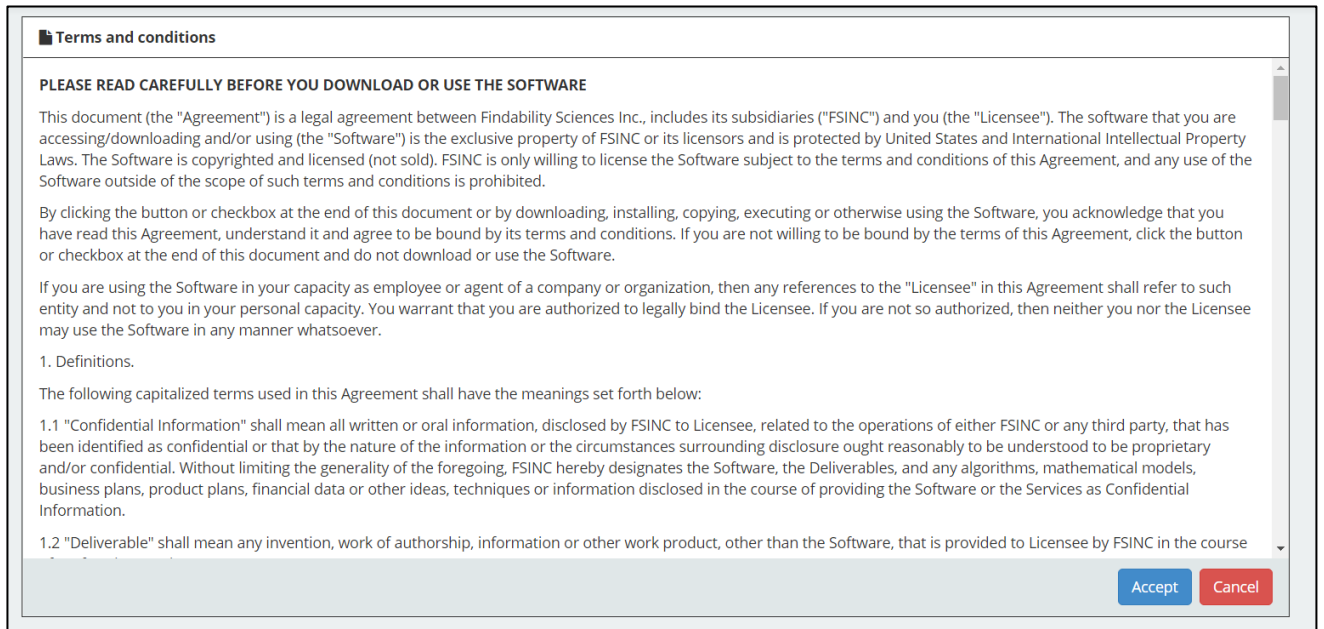 Terms and conditions
PLEASE READ CAREFULLY BEFORE YOU DOWNLOAD OR USE THE SOFTWARE
This document (the "Agreement") is a legal agreement between Findability Sciences Inc., includes its subsidiaries ("FSINC") and you (the "Licensee"). The software that you are
accessing/downloading and/or using (the "Software") is the exclusive property of FSINC or its licensors and is protected by United States and International Intellectual Property
Laws. The Software is copyrighted and licensed (not sold). FSINC is only willing to license the Software subject to the terms and conditions of this Agreement, and any use of the
Software outside of the scope of such terms and conditions is prohibited.
By clicking the button or checkbox at the end of this document or by downloading, installing, copying, executing or otherwise using the Software, you acknowledge that you
have read this Agreement, understand it and agree to be bound by its terms and conditions. If you are not willing to be bound by the terms of this Agreement, click the button
or checkbox at the end of this document and do not download or use the Software.
If you are using the Software in your capacity as employee or agent of a company or organization, then any references to the "Licensee" in this Agreement shall refer to such
entity and not to you in your personal capacity. You warrant that you are authorized to legally bind the Licensee. If you are not so authorized, then neither you nor the Licensee
may use the Software in any manner whatsoever.
1. Definitions.
The following capitalized terms used in this Agreement shall have the meanings set forth below:
1.1 "Confidential Information" shall mean all written or oral information, disclosed by FSINC to Licensee, related to the operations of either FSINC or any third party, that has
been identified as confidential or that by the nature of the information or the circumstances surrounding disclosure ought reasonably to be understood to be proprietary
and/or confidential. Without limiting the generality of the foregoing, FSINC hereby designates the Software, the Deliverables, and any algorithms, mathematical models,
business plans, product plans, financial data or other ideas, techniques or information disclosed in the course of providing the Software or the Services as Confidential
Information.
1.2 "Deliverable" shall mean any invention, work of authorship, information or other work product, other than the Software, that is provided to Licensee by FSINC in the course
Accept Cancel